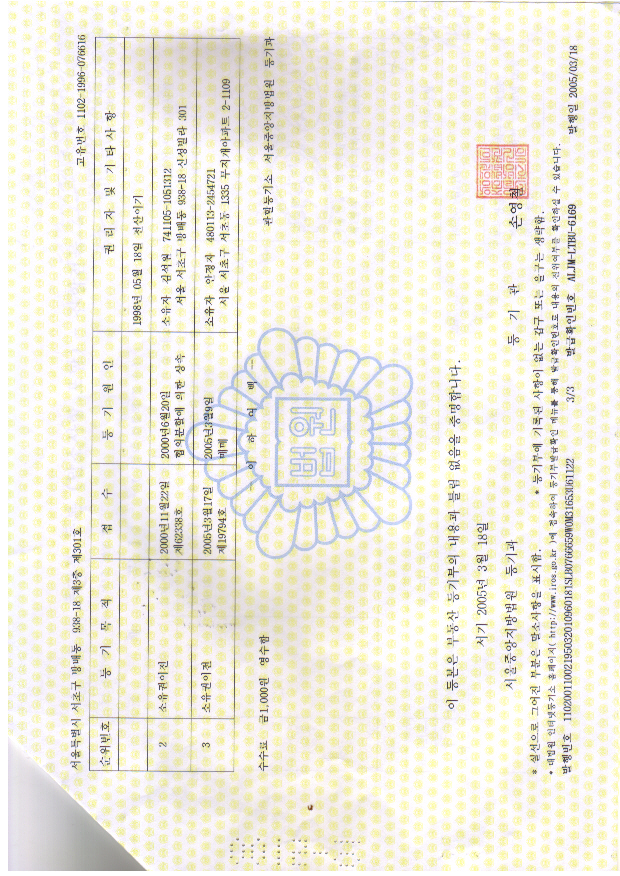 고유번호 1102-1996-076616
서울특별시 서초구 방배동 938-18 제3층 제301호
순위번호 등 기 목 적 접 수 등 기 원 인 권 리 자 및 기 타 사 항
1998년 05월 18일 전산이기
2 소유권이전 2000년11월22일 2000년6월20일 소유자 김석원 741105-1051312
제62338호 협의분할에 의한 상속 서울 서초구 방배동 938-18 신성빌라 301
3 소유권이전 2005년3월17일 2005년3월9일 소유자 안경자 480113-2454721
제19794호 매매 서울 서초동 1335 무지개아파트 2-1109
- 이 하 여 백 -
수수료 금1,000원 영수함 관할등기소 서울중앙지방법원 등기과
법원
이 등본은 부동산 등기부의 내용과 틀림 없음을 증명합니다.
서기 2005년 3월 18일
서울중앙지방법원 등기과 등 기 관 손영철
* 실선으로 그어진 부분은 말소사항을 표시함. * 등기부에 기록된 사항이 없는 갑구 또는 을구는 생략함.
* 대법원 인터넷등기소 홈페이지( http://www.iros.go.kr )에 접속하여 등기부발급확인 메뉴를 통해 발급확인번호로 내용의 진위여부를 확인하실 수 있습니다.
발행번호 11020011002195032010960181SLB0766659WOM31653U61122 3/3 발급확인번호 ALJM-LTBU-6169 발행일 2005/03/18